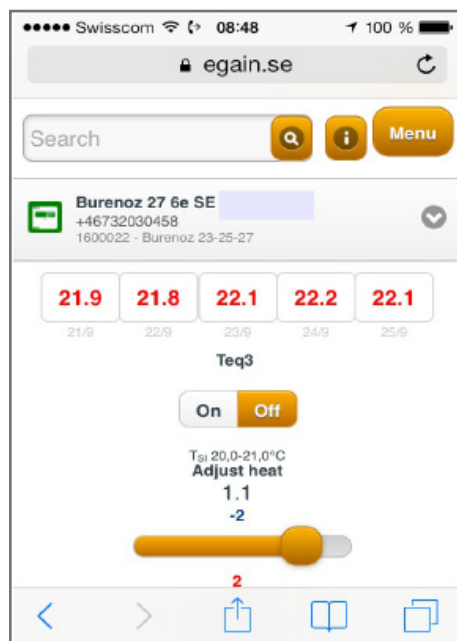 Swisscom 08:48 100 %
egain.se
Search Menu
Burenoz 27 6e SE
+46732030458
1600022 - Burenoz 23-25-27
21.9 21.8 22.1 22.2 22.1
21/9 22/9 23/9 24/9 25/9
Teq3
On Off
TSI 20,0-21,0°C
Adjust heat
1.1
-2
2